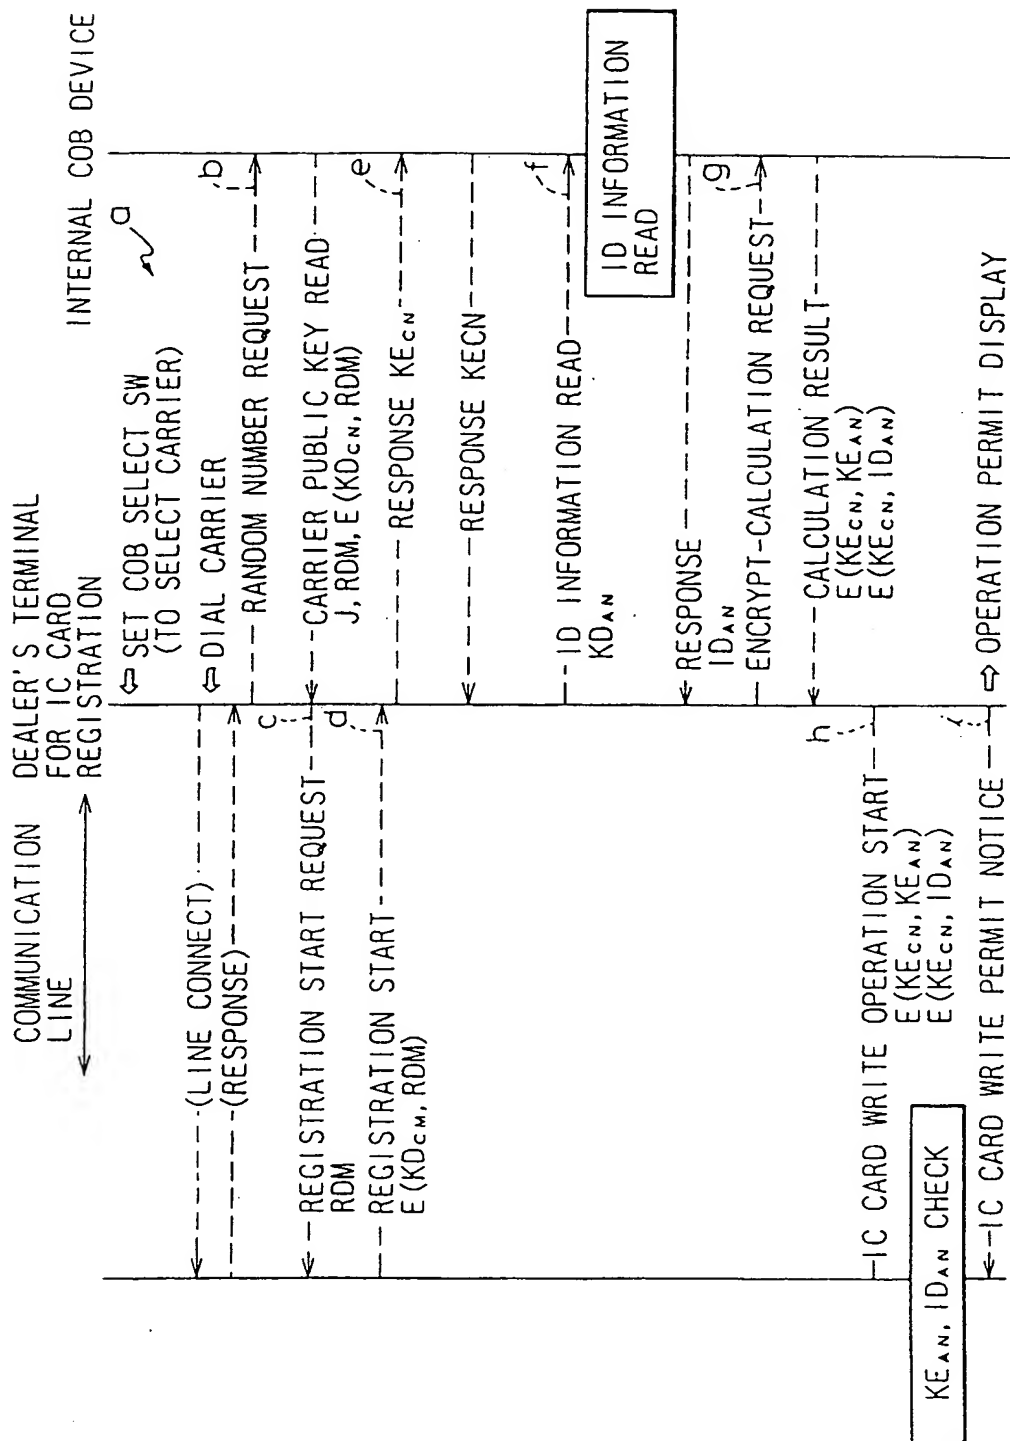 COMMUNICATION
LINE
DEALER'S TERMINAL
FOR IC CARD
REGISTRATION
INTERNAL COB DEVICE
a
SET COB SELECT SW
(TO SELECT CARRIER)
(LINE CONNECT)
DIAL CARRIER
(RESPONSE)
RANDOM NUMBER REQUEST
b
REGISTRATION START REQUEST
RDM
c
CARRIER PUBLIC KEY READ
J, RDM, E (KDCN, RDM)
REGISTRATION START
E (KDCM, RDM)
d
RESPONSE KECN
e
RESPONSE KECN
ID INFORMATION READ
KDAN
f
ID INFORMATION
READ
RESPONSE
IDAN
ENCRYPT-CALCULATION REQUEST
g
CALCULATION RESULT
E (KECN, KEAN)
E (KECN, IDAN)
IC CARD WRITE OPERATION START
E (KECN, KEAN)
E (KECN, IDAN)
h
KEAN, IDAN CHECK
IC CARD WRITE PERMIT NOTICE
i
OPERATION PERMIT DISPLAY